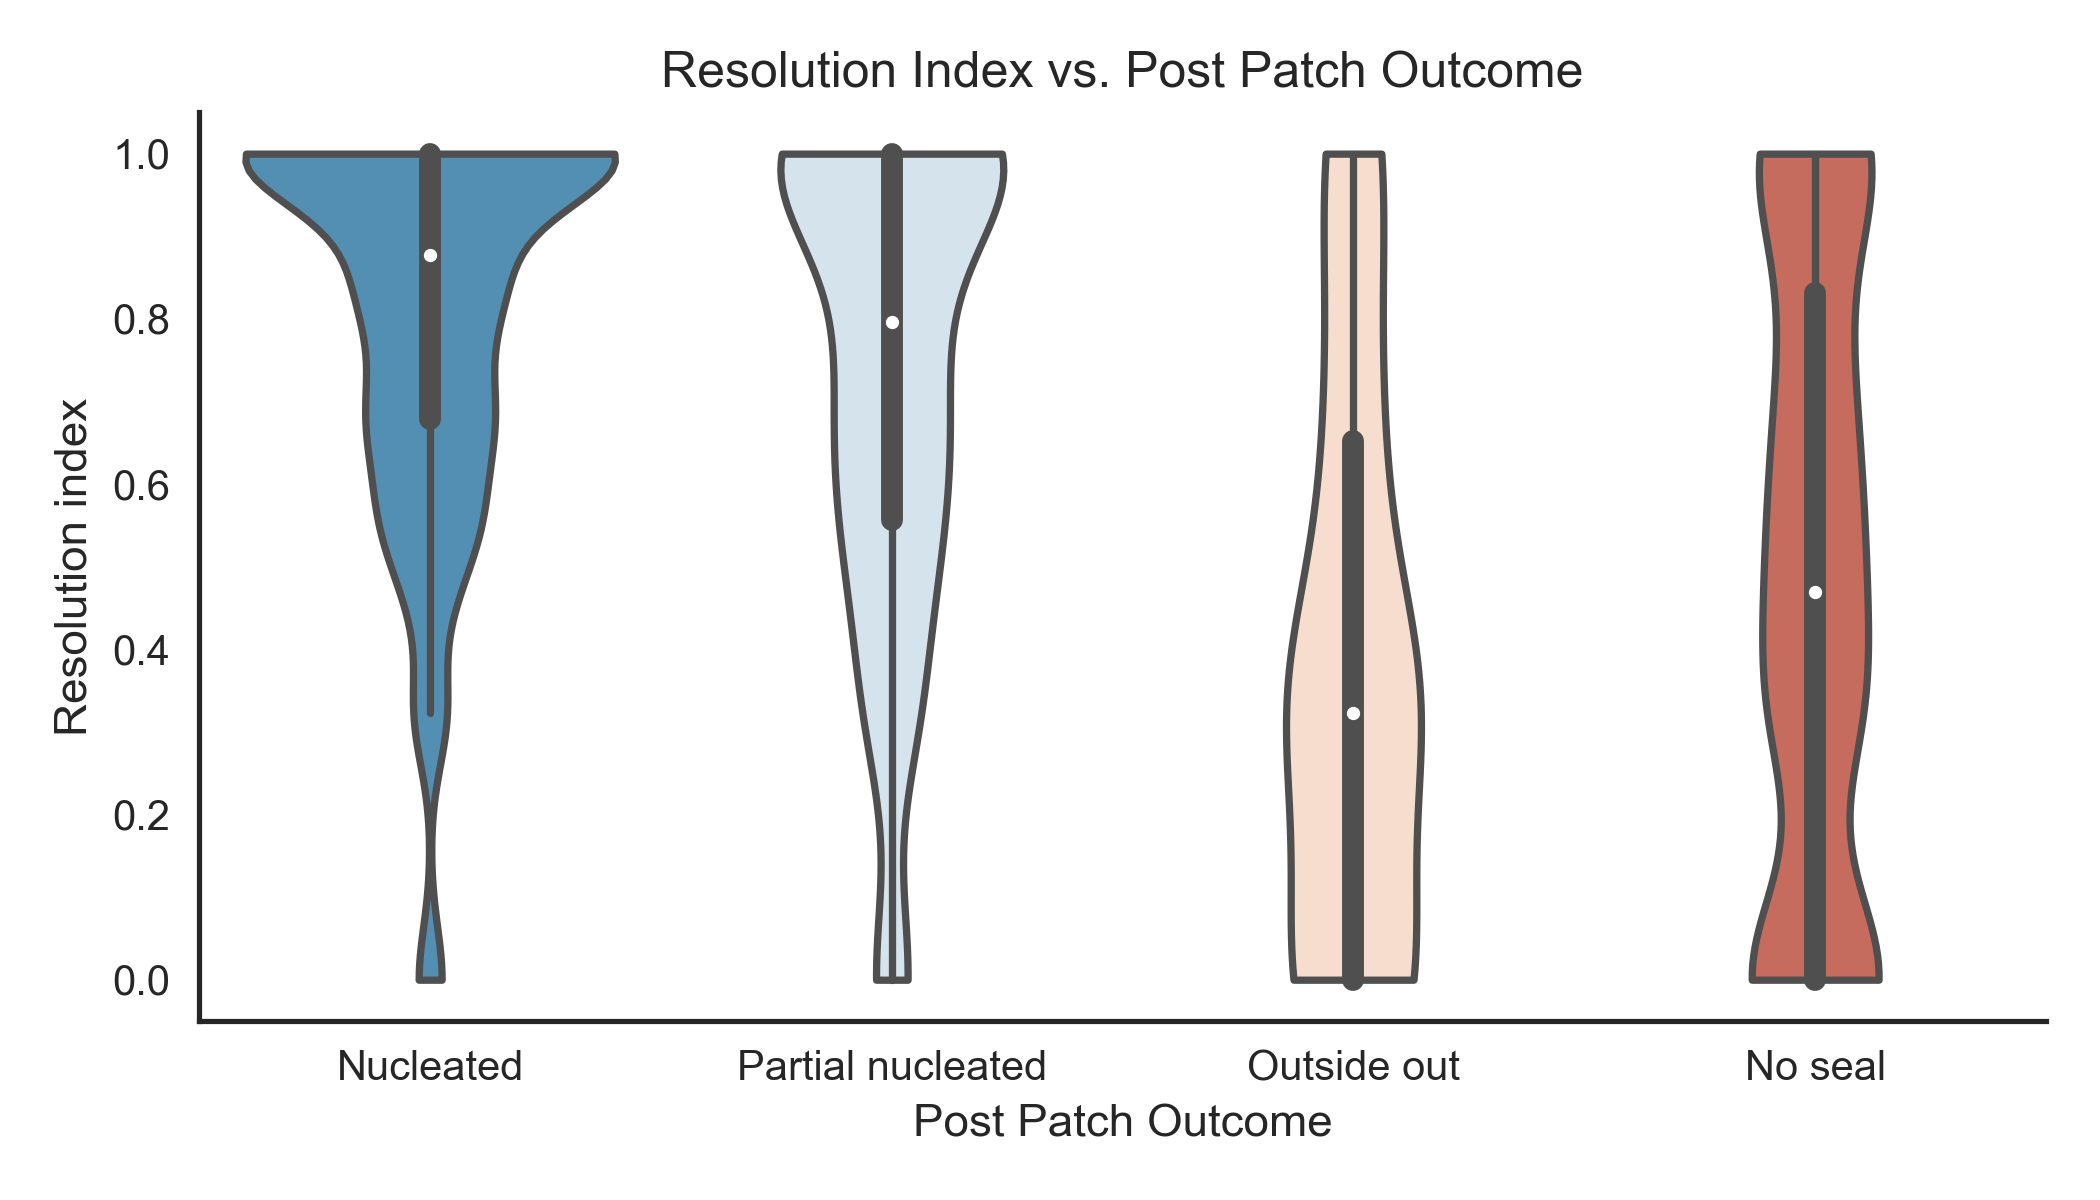 Resolution Index vs. Post Patch Outcome
Resolution index
1.0
0.8
0.6
0.4
0.2
0.0
Nucleated
Partial nucleated
Outside out
No seal
Post Patch Outcome